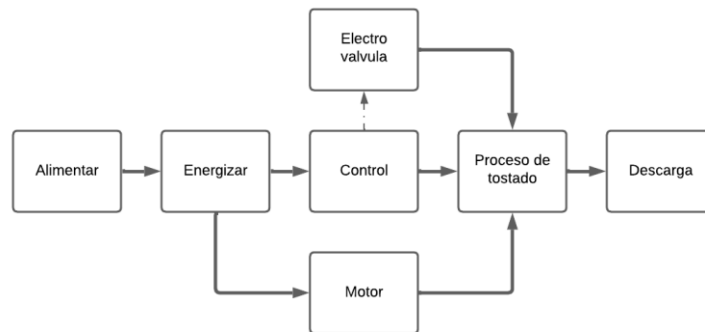 Electro
valvula
Alimentar
Energizar
Control
Proceso de
tostado
Descarga
Motor